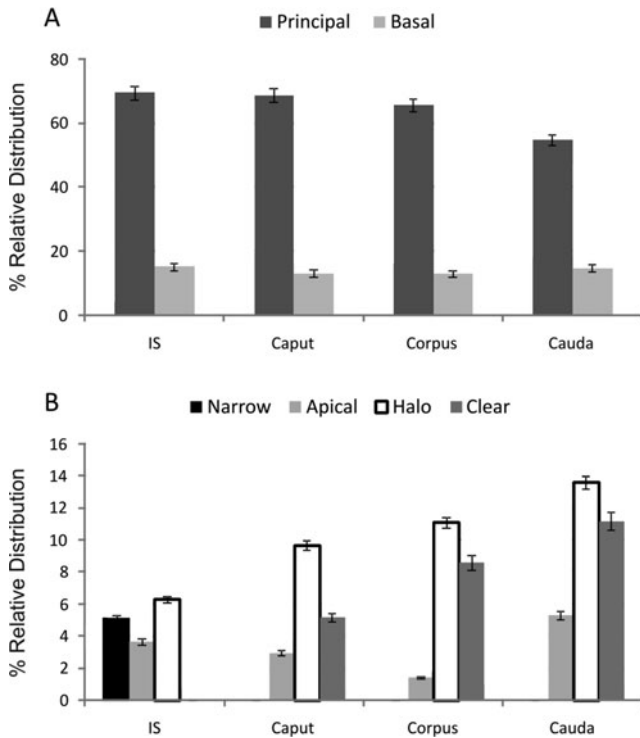 A
Principal Basal
% Relative Distribution
80
60
40
20
0
IS Caput Corpus Cauda
B
Narrow Apical Halo Clear
% Relative Distribution
16
14
12
10
8
6
4
2
0
IS Caput Corpus Cauda